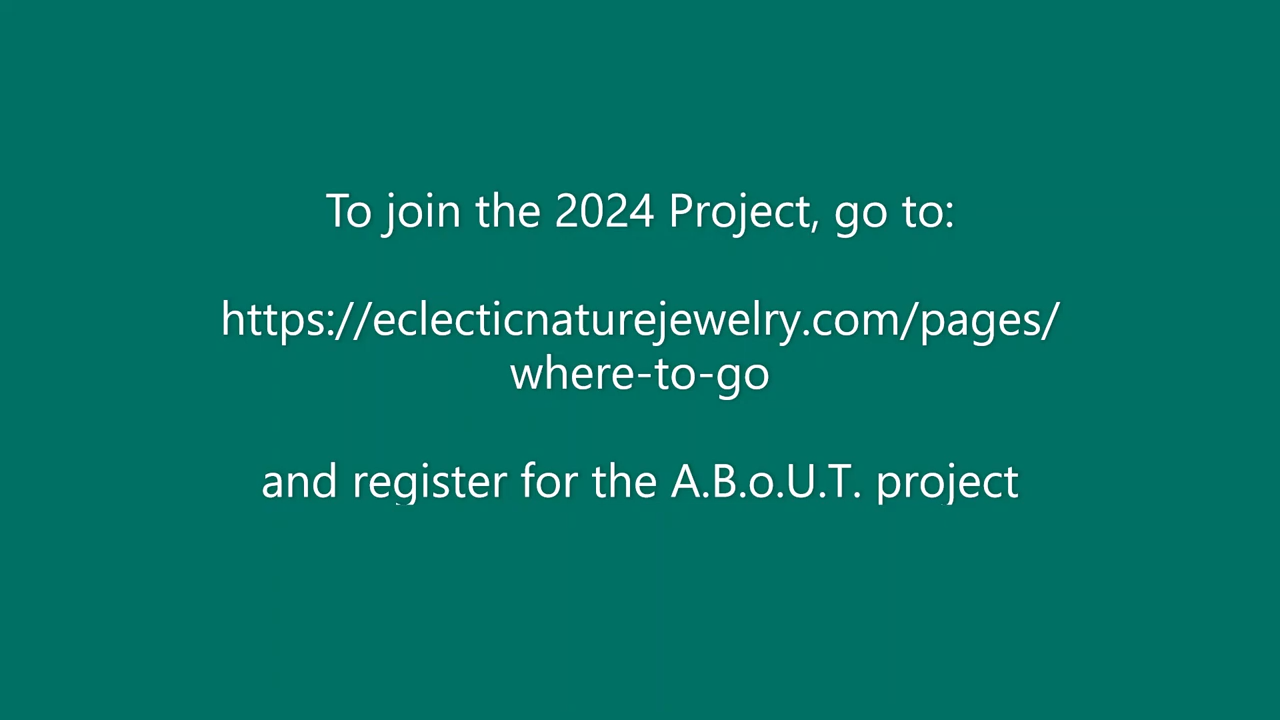 To join the 2024 Project, go to:
https://eclecticnaturejewelry.com/pages/
where-to-go
and register for the A.B.o.U.T. project